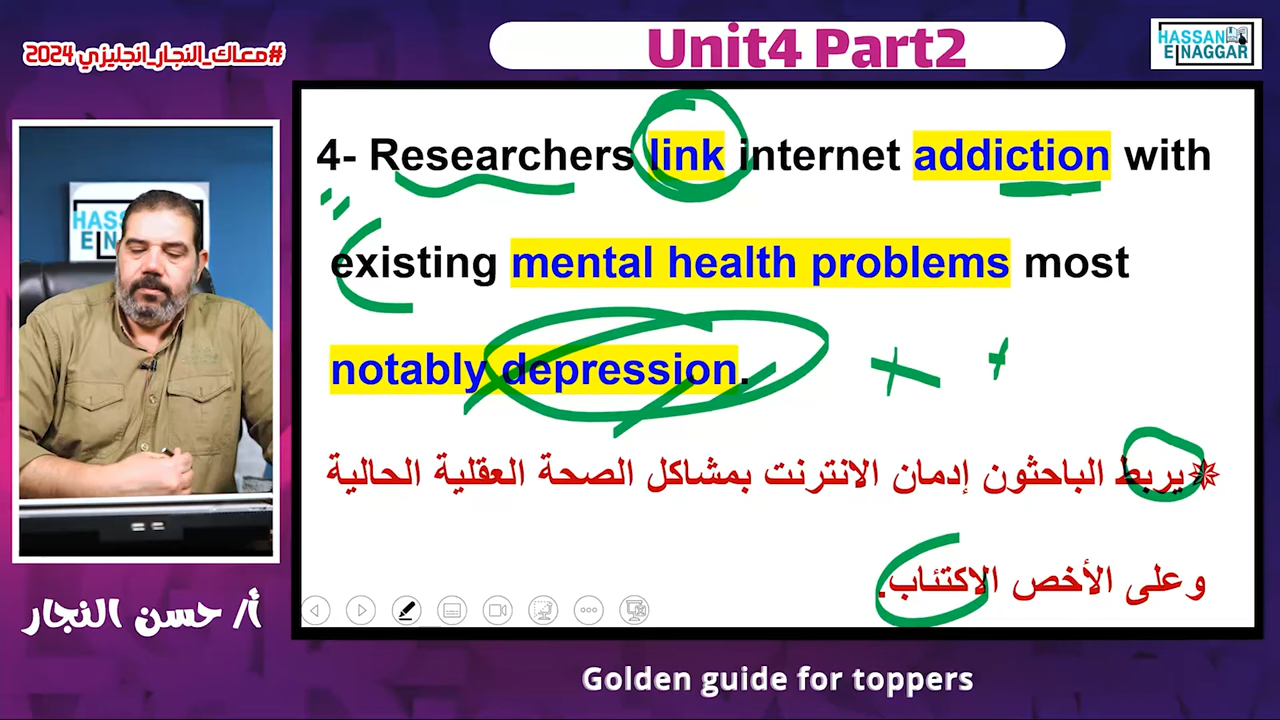 #معاك_النجار_انجليزي 2024
Unit4 Part2
HASSAN
ELNAGGAR
4- Researchers link internet addiction with
existing mental health problems most
notably depression.
يربط الباحثون إدمان الانترنت بمشاكل الصحة العقلية الحالية
وعلى الأخص الاكتئاب.
أ/ حسن النجار
Golden guide for toppers